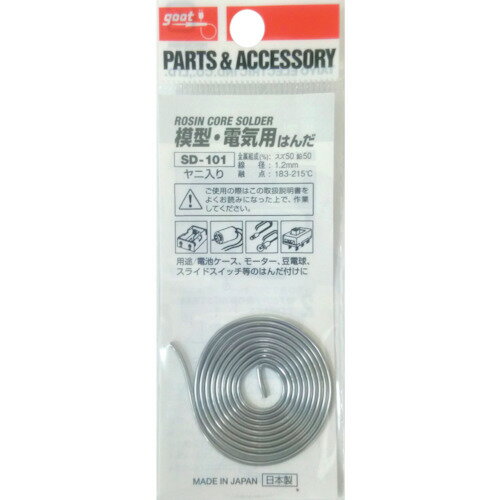 goot
PARTS & ACCESSORY
ROSIN CORE SOLDER
模型・電気用はんだ
SD-101
ヤニ入り
金属組成(%): スズ50 鉛50
線 径: 1.2mm
融 点: 183-215℃
ご使用の際はこの取扱説明書を
よくお読みになった上で、作業
してください。
用途/電池ケース、モーター、豆電球、
スライドスイッチ等のはんだ付けに
MADE IN JAPAN 日本製